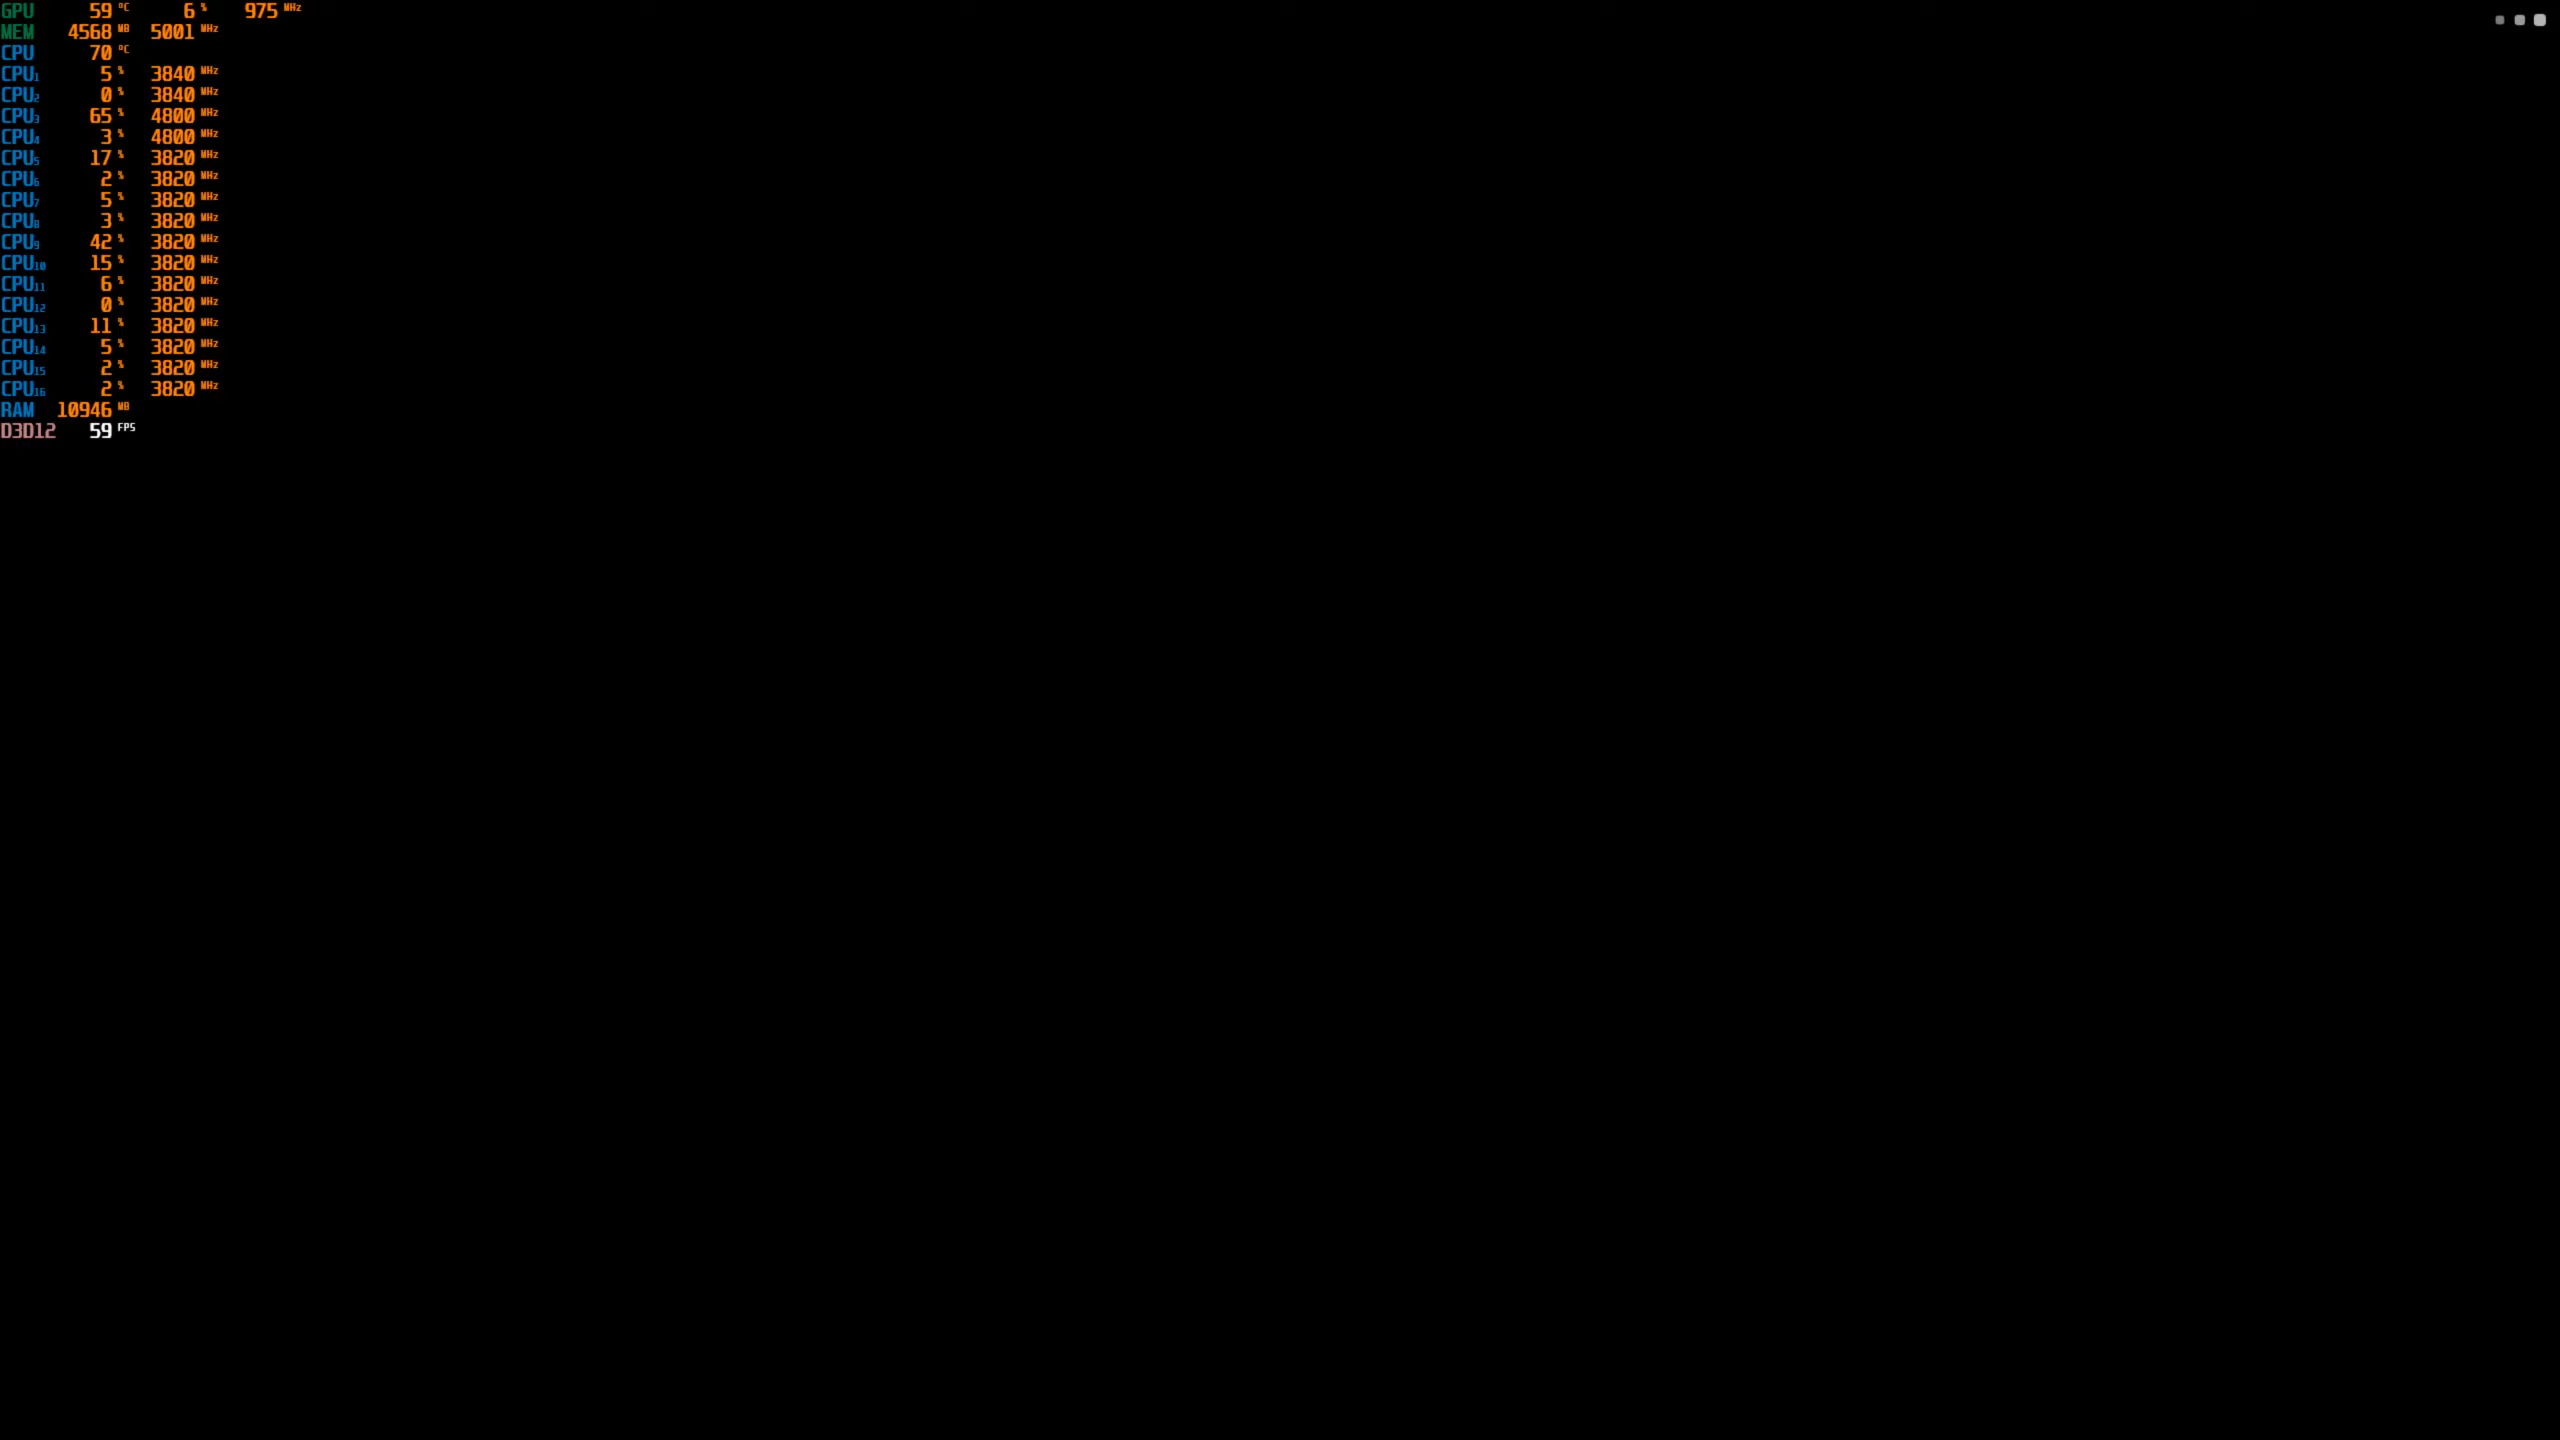 GPU 59 °C 6 % 975 MHz
MEM 4568 MB 5001 MHz
CPU 70 °C
CPU1 5 % 3840 MHz
CPU2 0 % 3840 MHz
CPU3 65 % 4800 MHz
CPU4 3 % 4800 MHz
CPU5 17 % 3820 MHz
CPU6 2 % 3820 MHz
CPU7 5 % 3820 MHz
CPU8 3 % 3820 MHz
CPU9 42 % 3820 MHz
CPU10 15 % 3820 MHz
CPU11 6 % 3820 MHz
CPU12 0 % 3820 MHz
CPU13 11 % 3820 MHz
CPU14 5 % 3820 MHz
CPU15 2 % 3820 MHz
CPU16 2 % 3820 MHz
RAM 10946 MB
D3D12 59 FPS